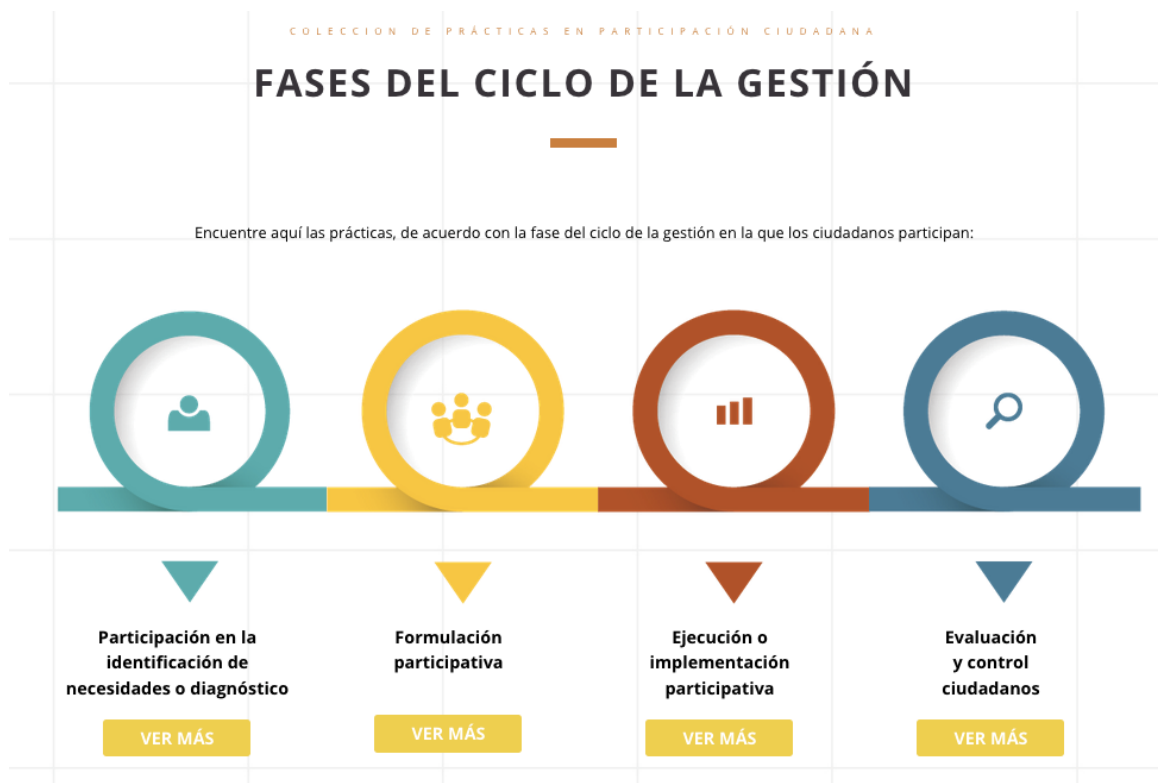 COLECCION DE PRÁCTICAS EN PARTICIPACIÓN CIUDADANA
FASES DEL CICLO DE LA GESTIÓN
Encuentre aquí las prácticas, de acuerdo con la fase del ciclo de la gestión en la que los ciudadanos participan:
Participación en la
identificación de
necesidades o diagnóstico
VER MÁS
Formulación
participativa
VER MÁS
Ejecución o
implementación
participativa
VER MÁS
Evaluación
y control
ciudadanos
VER MÁS